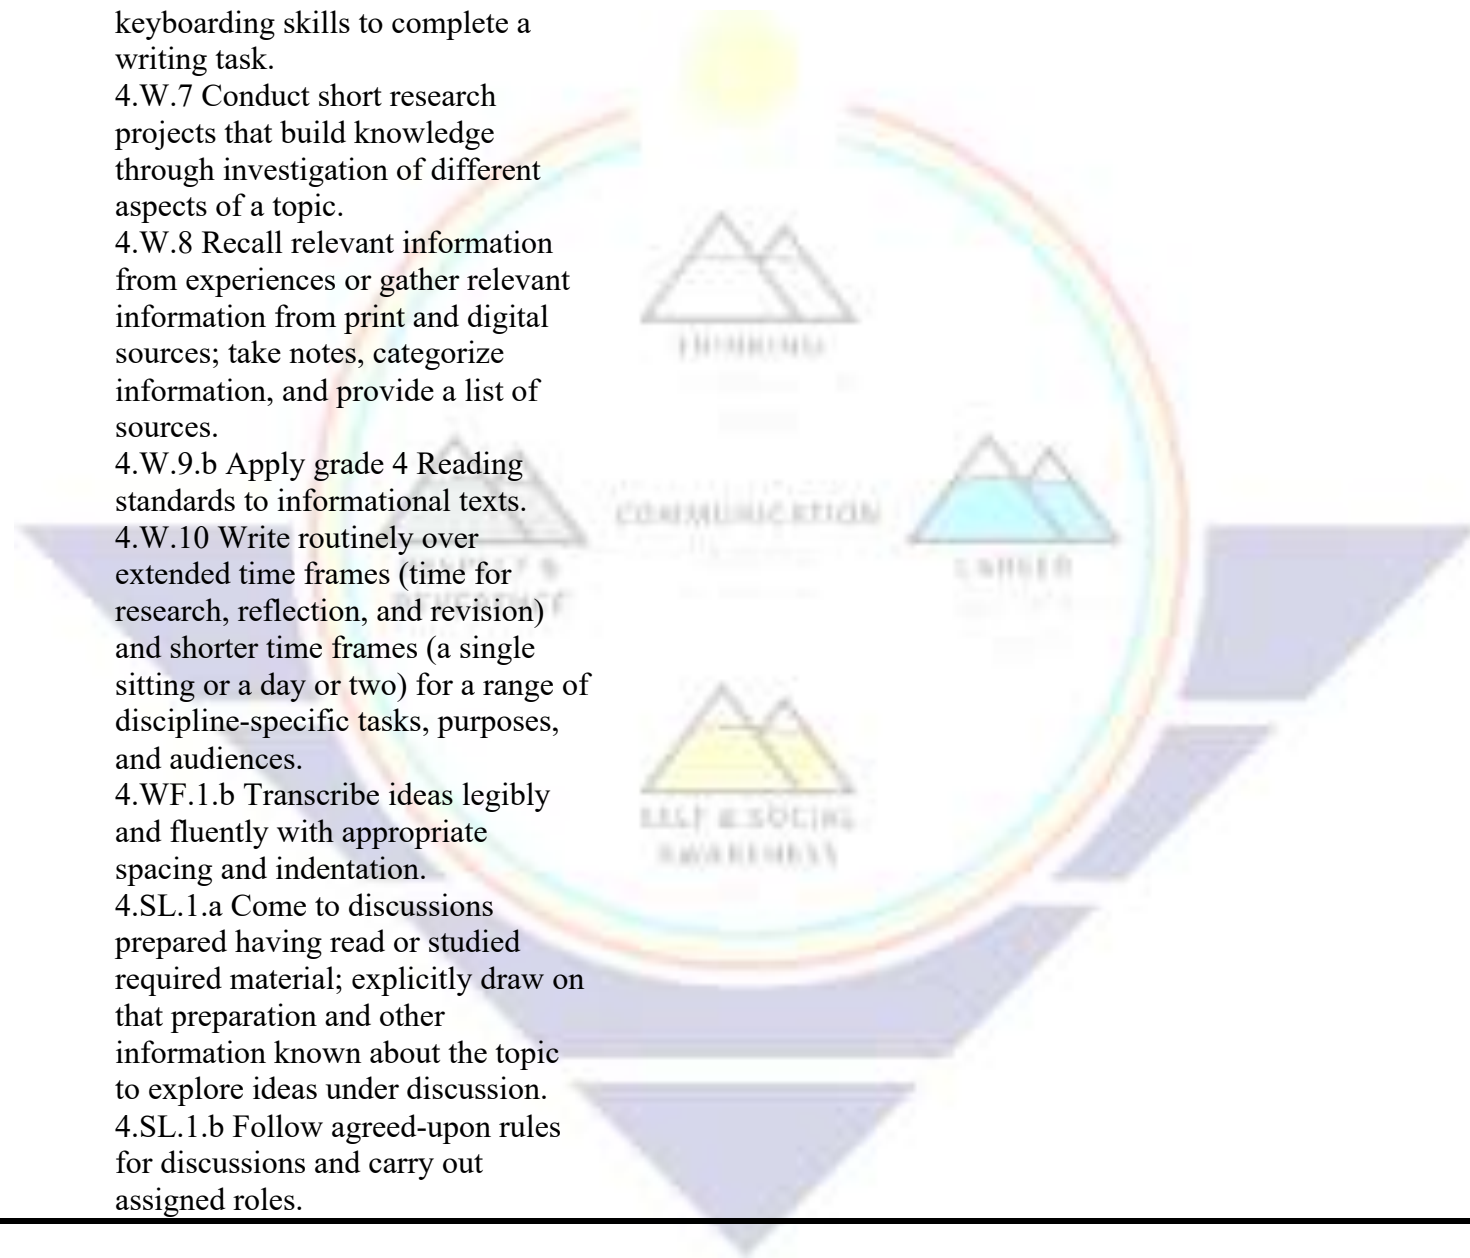 keyboarding skills to complete a
writing task.
4.W.7 Conduct short research
projects that build knowledge
through investigation of different
aspects of a topic.
4.W.8 Recall relevant information
from experiences or gather relevant
information from print and digital
sources; take notes, categorize
information, and provide a list of
sources.
4.W.9.b Apply grade 4 Reading
standards to informational texts.
4.W.10 Write routinely over
extended time frames (time for
research, reflection, and revision)
and shorter time frames (a single
sitting or a day or two) for a range of
discipline-specific tasks, purposes,
and audiences.
4.WF.1.b Transcribe ideas legibly
and fluently with appropriate
spacing and indentation.
4.SL.1.a Come to discussions
prepared having read or studied
required material; explicitly draw on
that preparation and other
information known about the topic
to explore ideas under discussion.
4.SL.1.b Follow agreed-upon rules
for discussions and carry out
assigned roles.
THINKING
COMMUNICATION
SELF & SOCIAL
AWARENESS